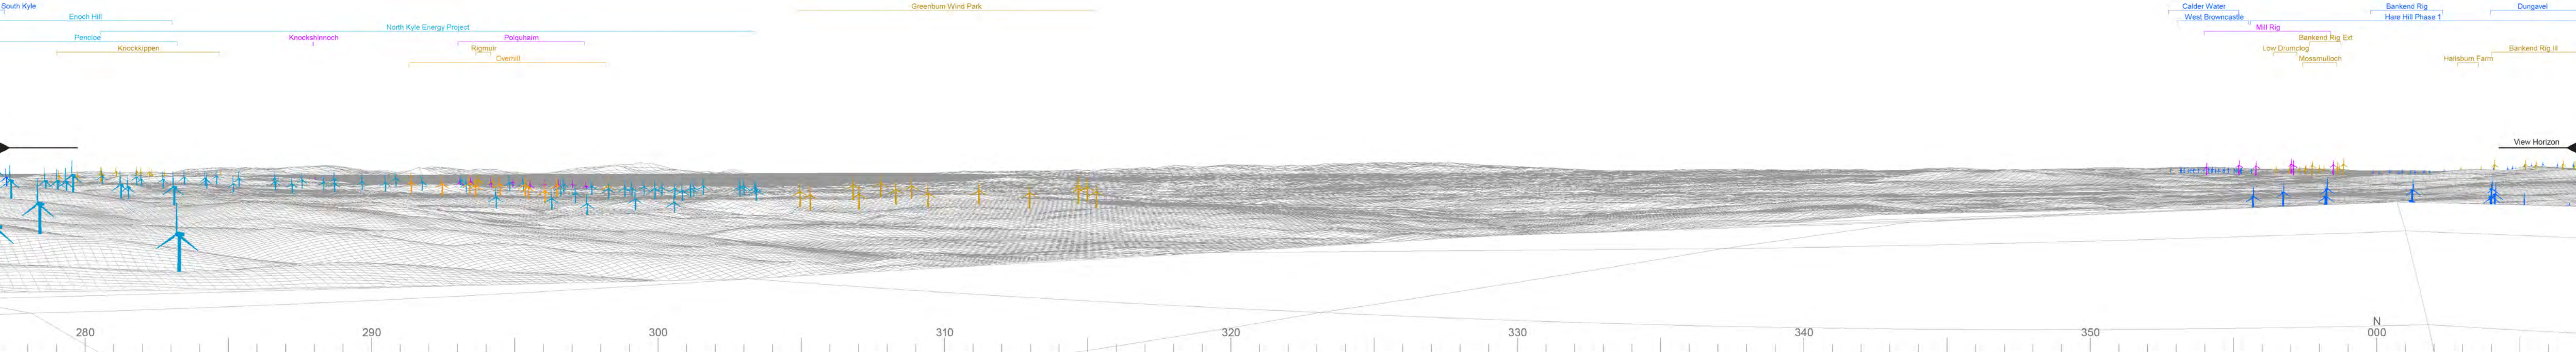 South Kyle
Greenburn Wind Park
Calder Water
Bankend Rig
Dungavel
Enoch Hill
West Browncastle
Hare Hill Phase 1
North Kyle Energy Project
Mill Rig
Pencloe
Knockshinnoch
Polquhairn
Bankend Rig Ext
Knockkippen
Rigmuir
Low Drumclog
Bankend Rig III
Overhill
Mossmulloch
Hallsburn Farm
View Horizon
N
280
290
300
310
320
330
340
350
000